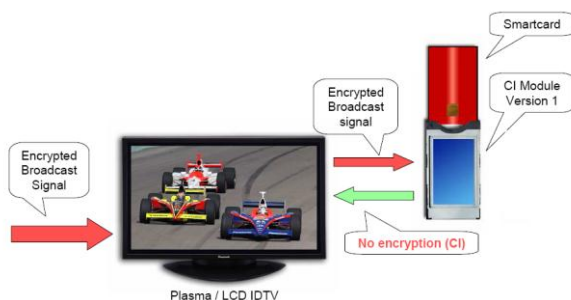 Smartcard
CI Module
Version 1
Encrypted
Broadcast
signal
Encrypted
Broadcast
Signal
No encryption (CI)
Plasma / LCD IDTV